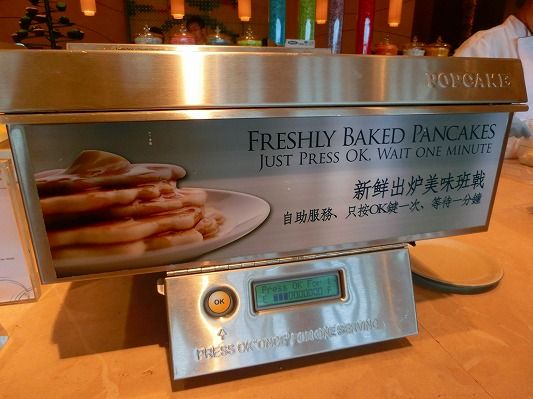 POPCAKE
FRESHLY BAKED PANCAKES
JUST PRESS OK, WAIT ONE MINUTE
新鮮出炉美味班戟
自助服務、只按OK鍵一次、等待一分鐘
Press OK For 1
OK
PRESS 'OK' ONCE FOR ONE SERVING